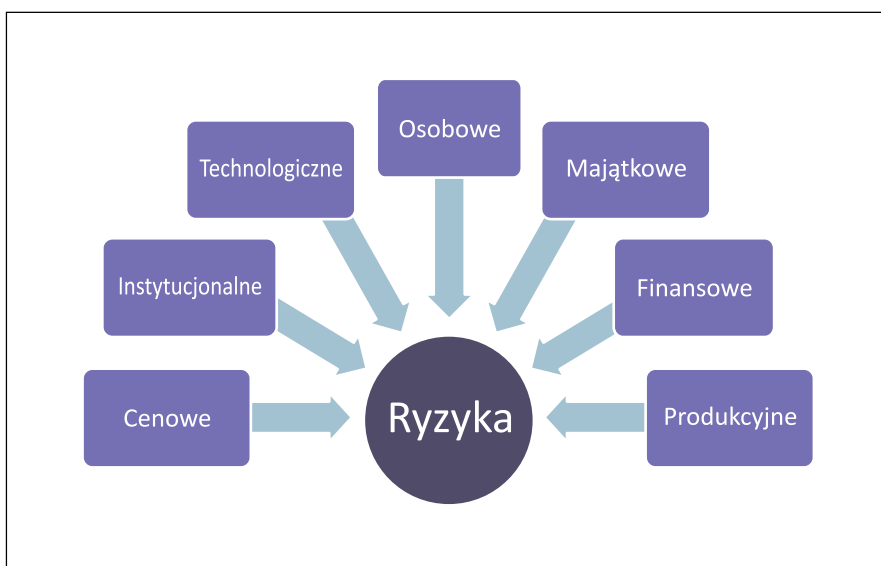 Osobowe
Technologiczne
Majątkowe
Instytucjonalne
Finansowe
Cenowe
Ryzyka
Produkcyjne